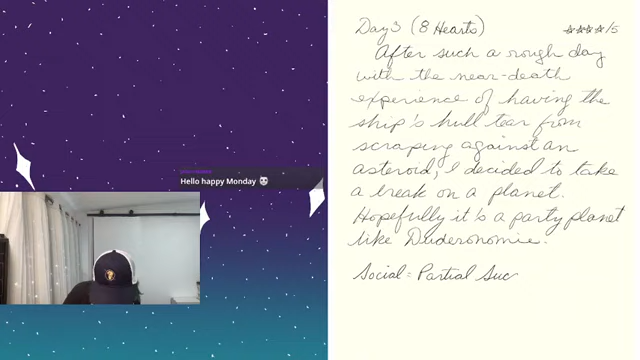 Hello happy Monday
Day 3 (8 Hearts) ☆☆☆☆/5
After such a rough day
with the near-death
experience of having the
ship's hull tear from
scraping against an
asteroid, I decided to take
a break on a planet.
Hopefully it's a party planet
like Duderonomie.
Social = Partial Suc